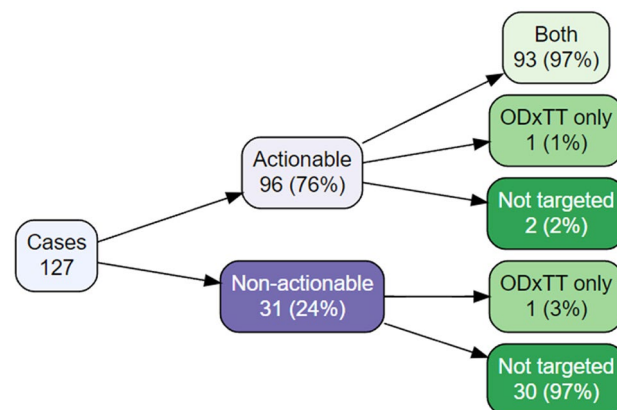 Both
93 (97%)
ODxTT only
1 (1%)
Actionable
96 (76%)
Not targeted
2 (2%)
Cases
127
Non-actionable
31 (24%)
ODxTT only
1 (3%)
Not targeted
30 (97%)